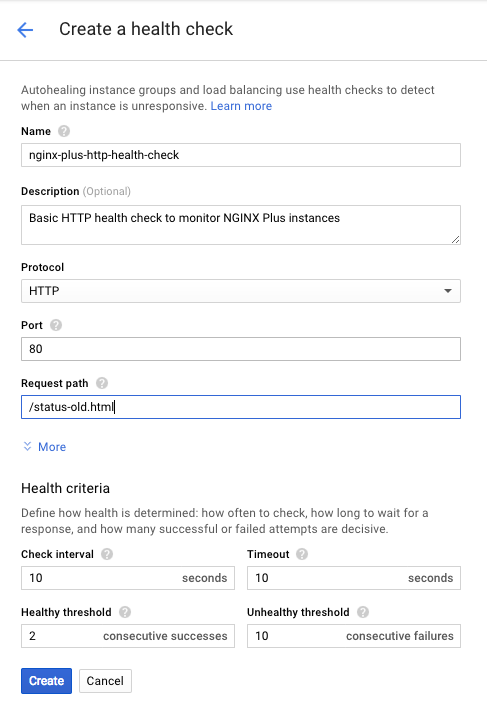 Create a health check
Autohealing instance groups and load balancing use health checks to detect
when an instance is unresponsive. Learn more
Name
nginx-plus-http-health-check
Description (Optional)
Basic HTTP health check to monitor NGINX Plus instances
Protocol
HTTP
Port
80
Request path
/status-old.html
More
Health criteria
Define how health is determined: how often to check, how long to wait for a
response, and how many successful or failed attempts are decisive.
Check interval Timeout
10 seconds 10 seconds
Healthy threshold Unhealthy threshold
2 consecutive successes 10 consecutive failures
Create Cancel